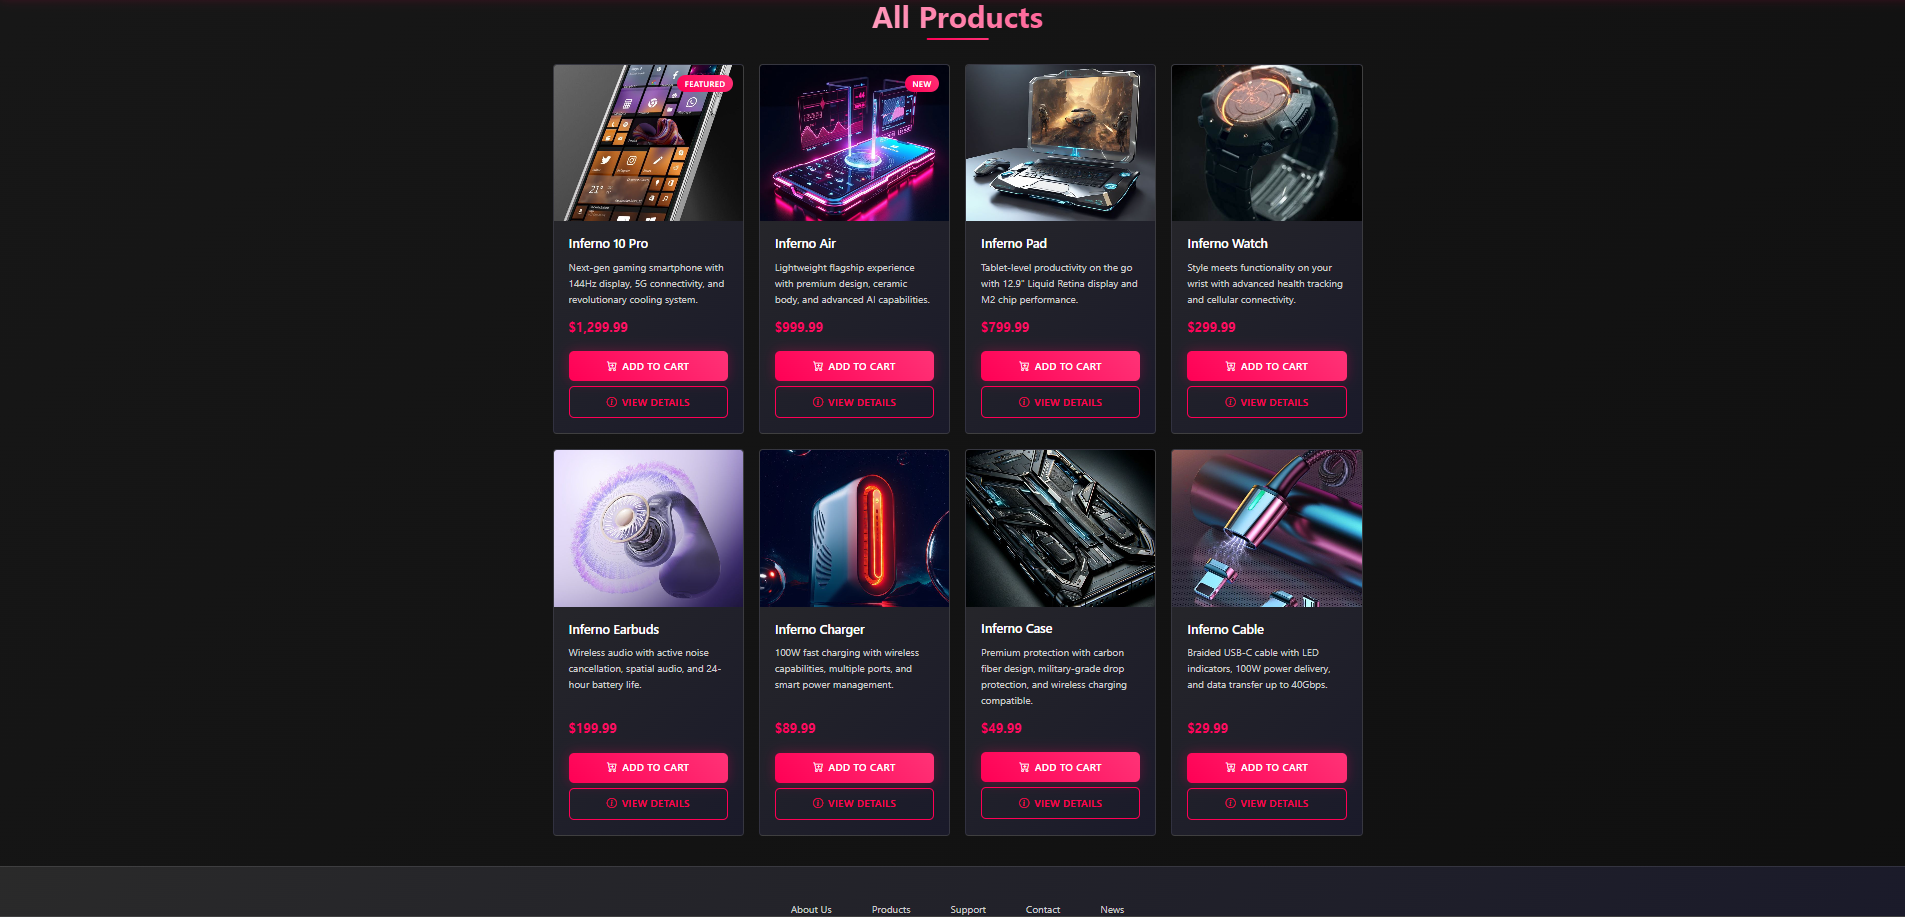 All Products
FEATURED
21°
Inferno 10 Pro
Next-gen gaming smartphone with
144Hz display, 5G connectivity, and
revolutionary cooling system.
$1,299.99
ADD TO CART
VIEW DETAILS
NEW
Inferno Air
Lightweight flagship experience
with premium design, ceramic
body, and advanced AI capabilities.
$999.99
ADD TO CART
VIEW DETAILS
Inferno Pad
Tablet-level productivity on the go
with 12.9" Liquid Retina display and
M2 chip performance.
$799.99
ADD TO CART
VIEW DETAILS
Inferno Watch
Style meets functionality on your
wrist with advanced health tracking
and cellular connectivity.
$299.99
ADD TO CART
VIEW DETAILS
Inferno Earbuds
Wireless audio with active noise
cancellation, spatial audio, and 24-
hour battery life.
$199.99
ADD TO CART
VIEW DETAILS
Inferno Charger
100W fast charging with wireless
capabilities, multiple ports, and
smart power management.
$89.99
ADD TO CART
VIEW DETAILS
Inferno Case
Premium protection with carbon
fiber design, military-grade drop
protection, and wireless charging
compatible.
$49.99
ADD TO CART
VIEW DETAILS
Inferno Cable
Braided USB-C cable with LED
indicators, 100W power delivery,
and data transfer up to 40Gbps.
$29.99
ADD TO CART
VIEW DETAILS
About Us
Products
Support
Contact
News